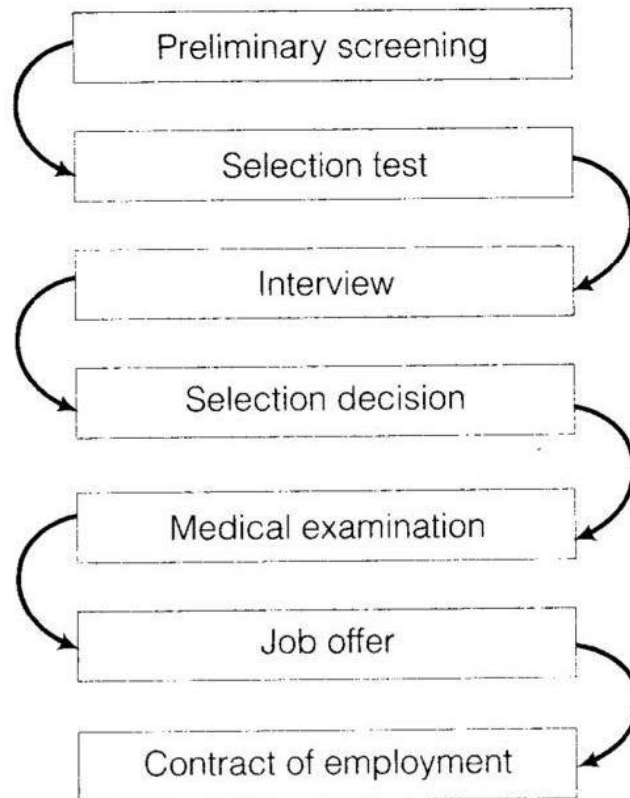 Preliminary screening
Selection test
Interview
Selection decision
Medical examination
Job offer
Contract of employment